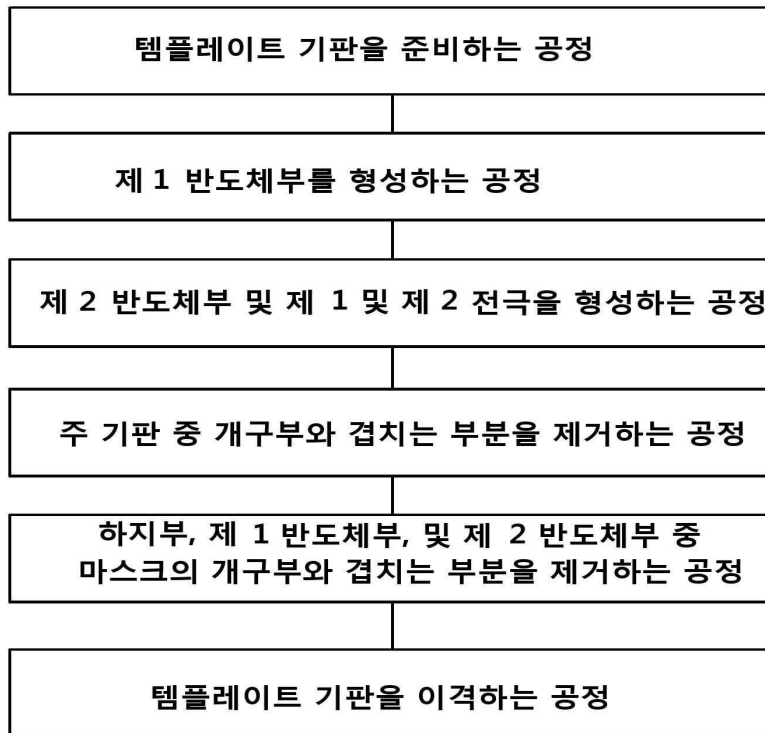 템플레이트 기판을 준비하는 공정
제 1 반도체부를 형성하는 공정
제 2 반도체부 및 제 1 및 제 2 전극을 형성하는 공정
주 기판 중 개구부와 겹치는 부분을 제거하는 공정
하지부, 제 1 반도체부, 및 제 2 반도체부 중
마스크의 개구부와 겹치는 부분을 제거하는 공정
템플레이트 기판을 이격하는 공정